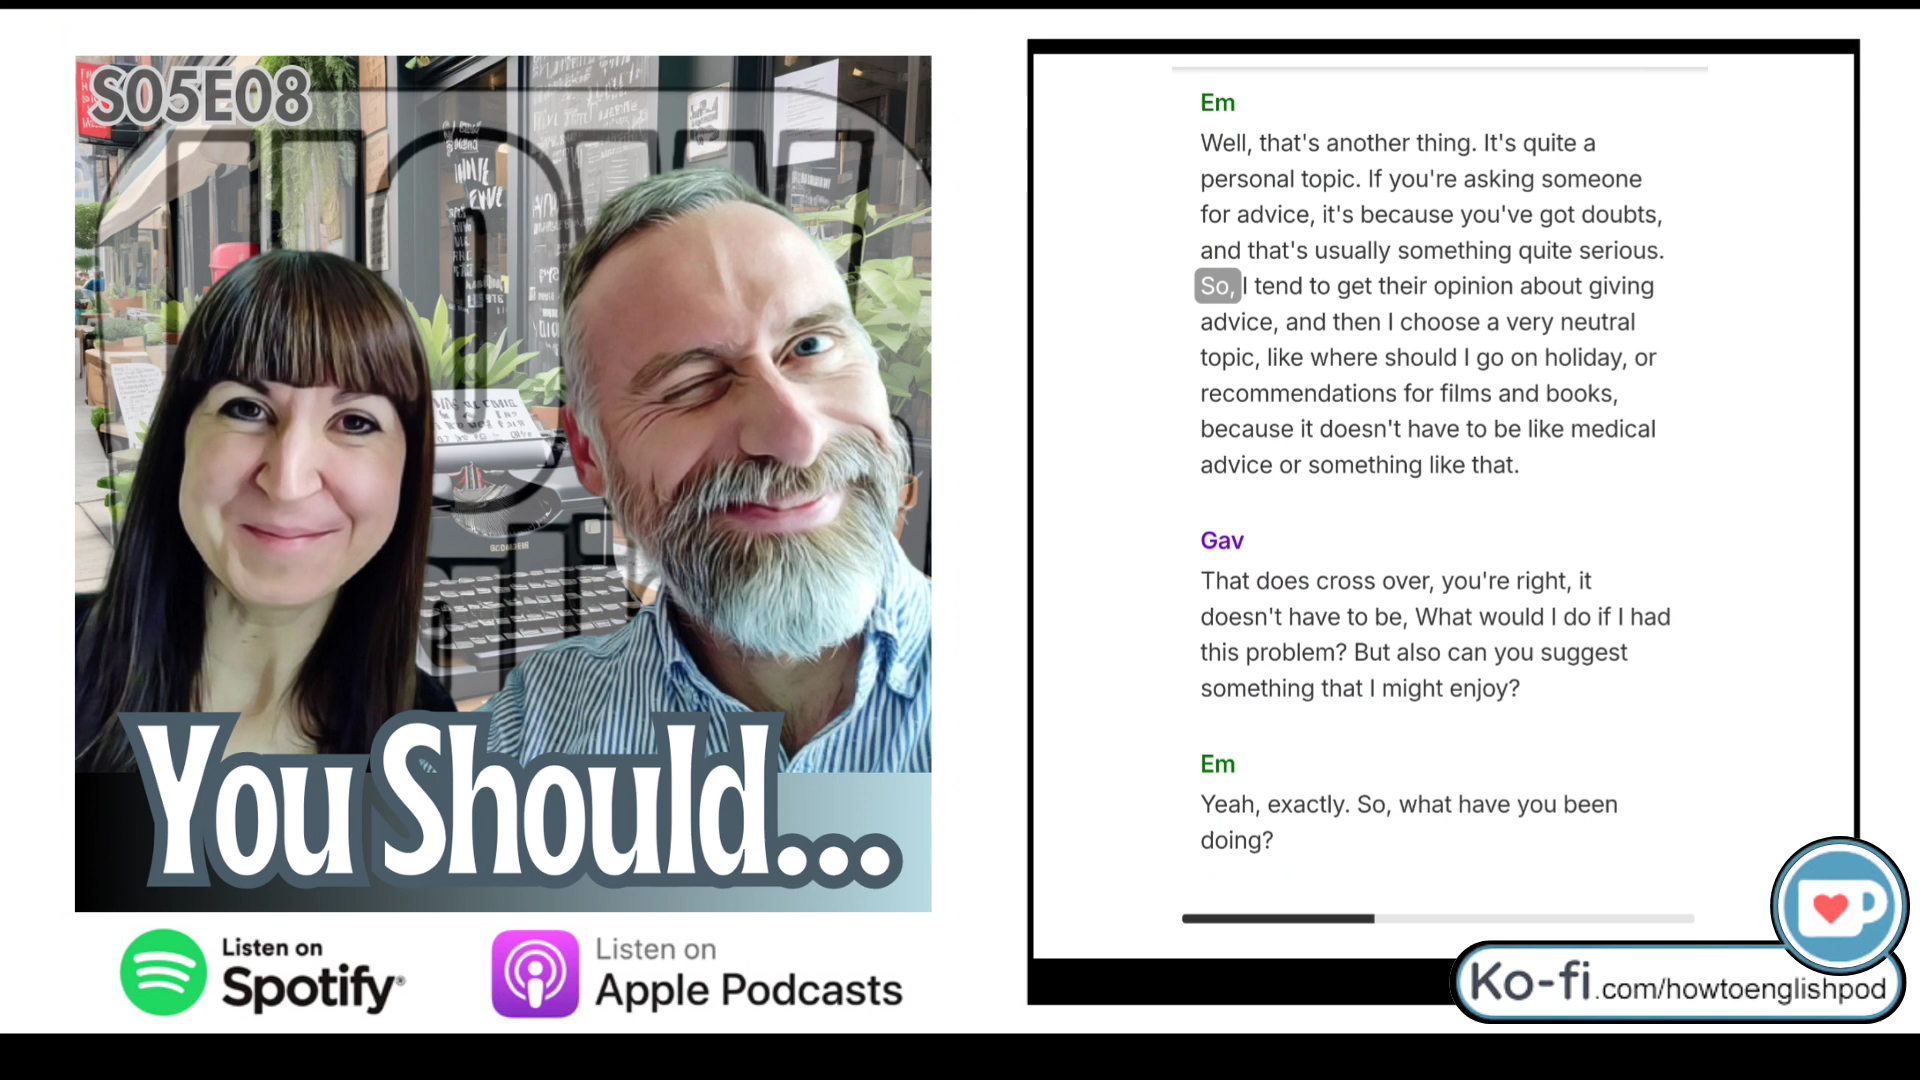 S05E08
You Should...
Listen on
Spotify®
Listen on
Apple Podcasts
Em
Well, that's another thing. It's quite a
personal topic. If you're asking someone
for advice, it's because you've got doubts,
and that's usually something quite serious.
So, I tend to get their opinion about giving
advice, and then I choose a very neutral
topic, like where should I go on holiday, or
recommendations for films and books,
because it doesn't have to be like medical
advice or something like that.
Gav
That does cross over, you're right, it
doesn't have to be, What would I do if I had
this problem? But also can you suggest
something that I might enjoy?
Em
Yeah, exactly. So, what have you been
doing?
Ko-fi.com/howtoenglishpod